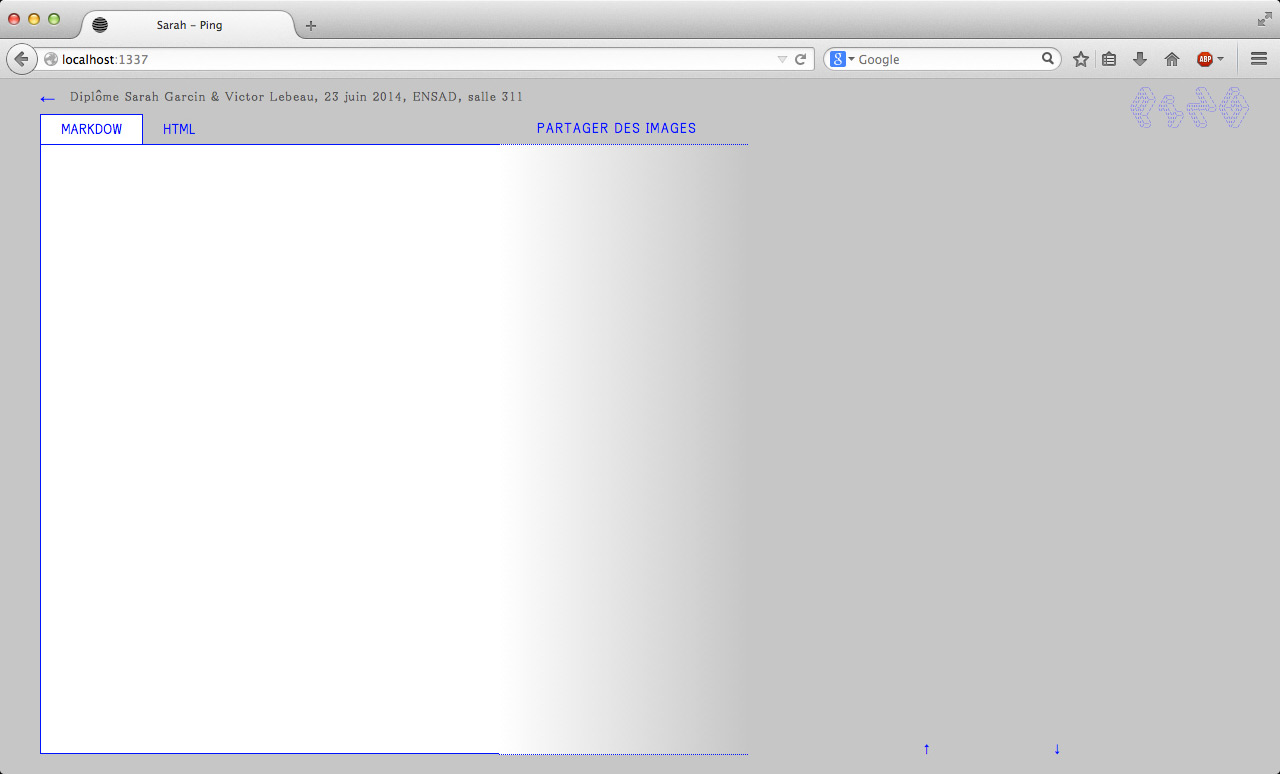 Sarah – Ping
localhost:1337
Google
ABP
← Diplôme Sarah Garcin & Victor Lebeau, 23 juin 2014, ENSAD, salle 311
MARKDOW
HTML
PARTAGER DES IMAGES
↑ ↓